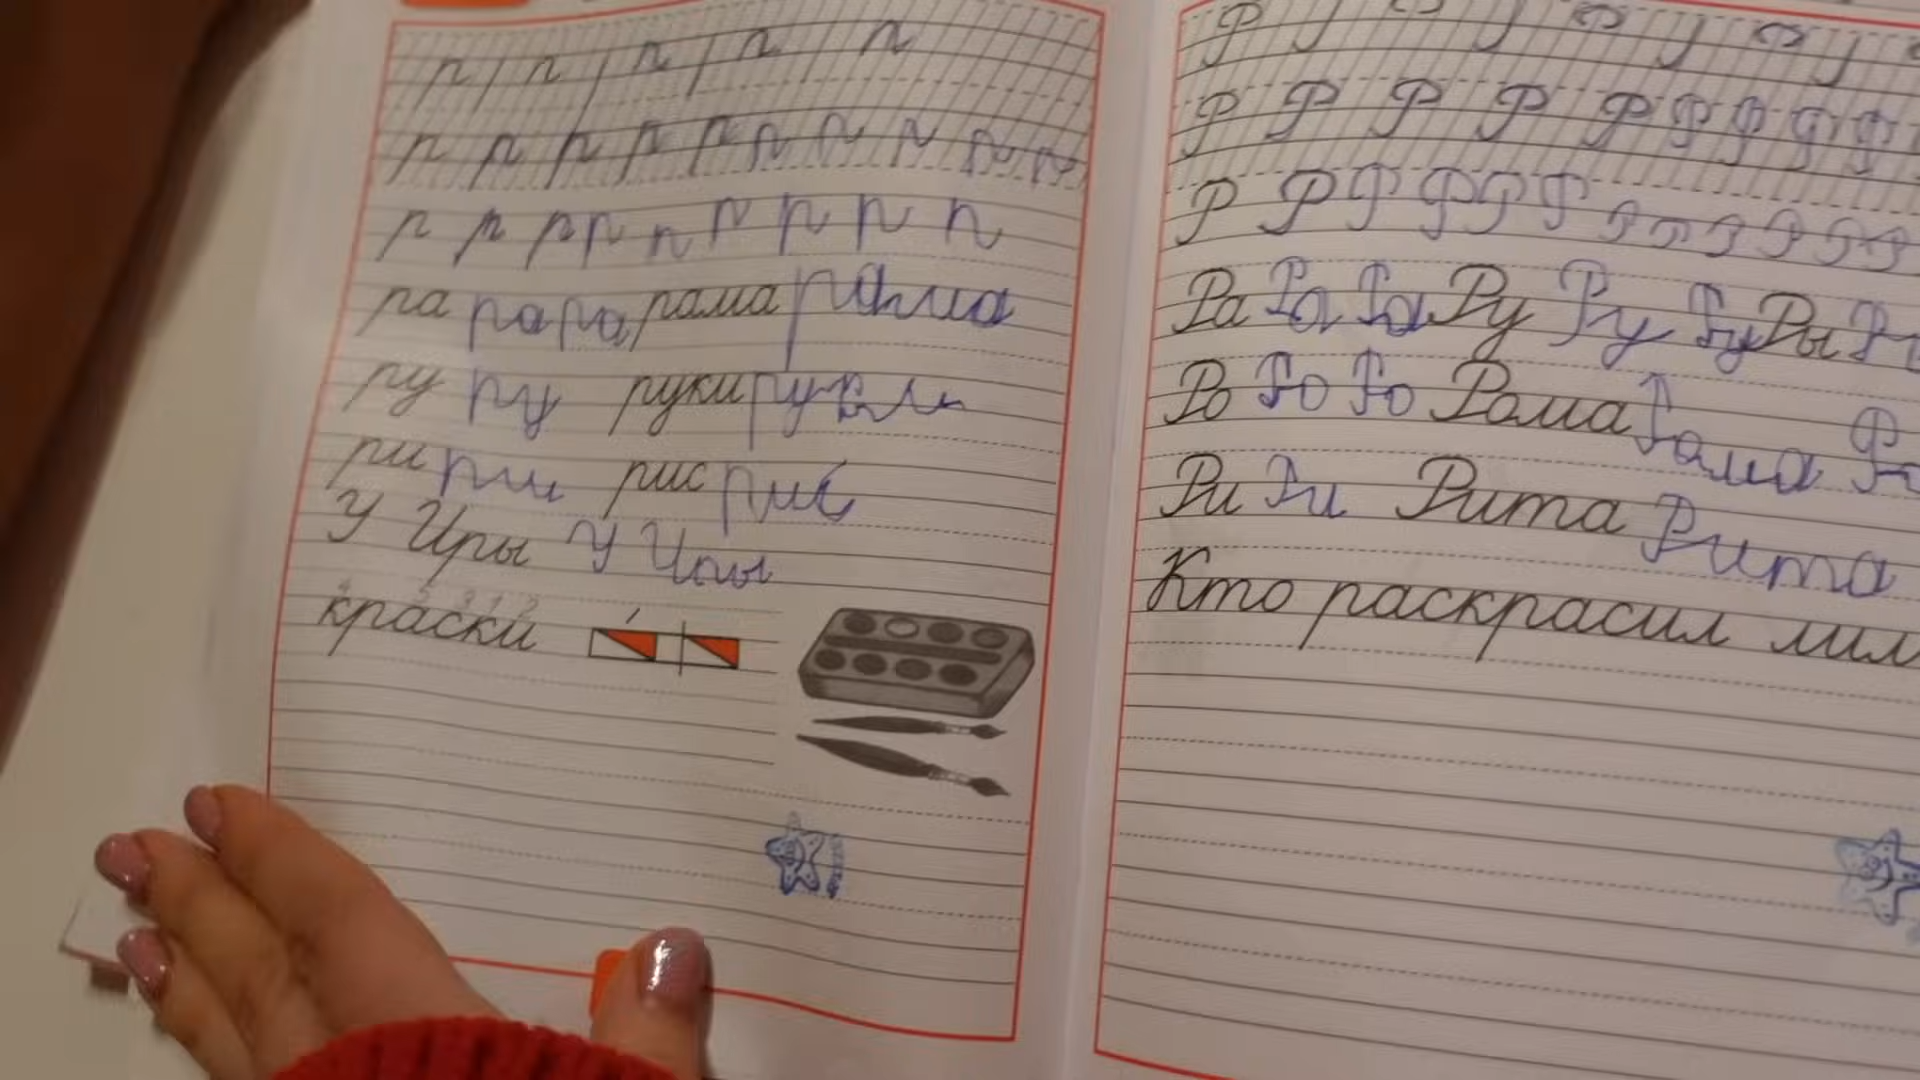 р р р р р
р р р р р р р р р р
р р р р р р р р р
ра ра ра рама рама
ру ру руки руки
ри ри рис рис
У Иры У Иры
краски
Р
Р Р Р Р Р Р Р Р Р
Р Р Р Р Р Р Р Р Р Р Р Р
Ра Ра Ра Ру Ру Ру Ры
Ро Ро Ро Рома Рома
Ри Ри Рита Рита
Кто раскрасил